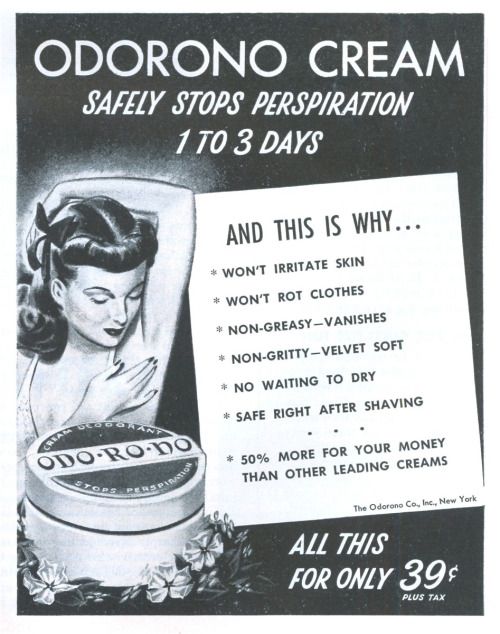 ODORONO CREAM
SAFELY STOPS PERSPIRATION
1 TO 3 DAYS
AND THIS IS WHY...
* WON'T IRRITATE SKIN
* WON'T ROT CLOTHES
* NON-GREASY—VANISHES
* NON-GRITTY—VELVET SOFT
* NO WAITING TO DRY
* SAFE RIGHT AFTER SHAVING
* * *
* 50% MORE FOR YOUR MONEY
THAN OTHER LEADING CREAMS
The Odorono Co., Inc., New York
CREAM DEODORANT
ODO·RO·NO
STOPS PERSPIRATION
ALL THIS
FOR ONLY 39¢
PLUS TAX